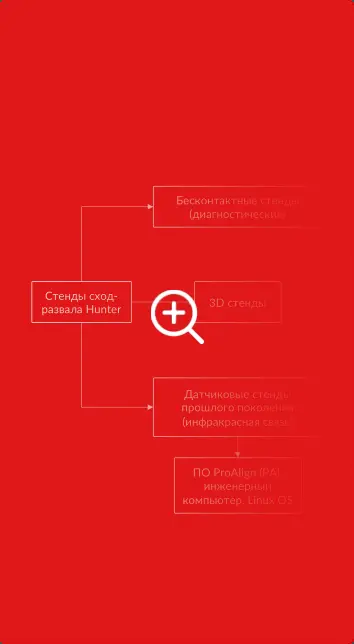 Бесконтактные стенды
(диагностические
Стенды сход-
развала Hunter
3D стенды
Датчиковые стенды
прошлого поколения
(инфракрасная связь)
ПО ProAlign (PA)
инженерный
компьютер, Linux OS